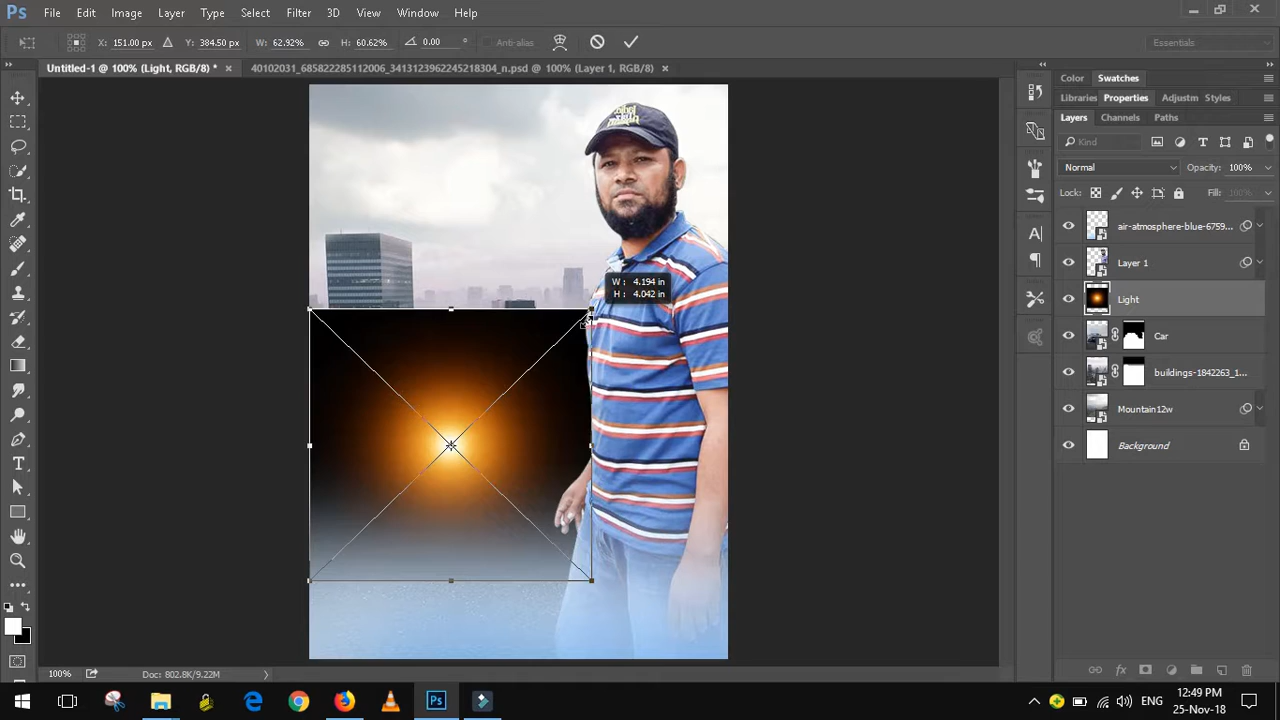 Ps File Edit Image Layer Type Select Filter 3D View Window Help
X: 151.00 px Y: 384.50 px W: 62.92% H: 60.62% 0.00 ° Anti-alias Essentials
Untitled-1 @ 100% (Light, RGB/8) * × 40102031_685822285112006_3413123962245218304_n.psd @ 100% (Layer 1, RGB/8) ×
Color Swatches
Libraries Properties Adjustm Styles
Layers Channels Paths
Kind
Normal Opacity: 100%
Lock: Fill: 100%
air-atmosphere-blue-6759...
Layer 1
Light
Car
buildings-1842263_1...
Mountain12w
Background
W : 4.194 in
H : 4.042 in
100% Doc: 802.8K/9.22M
Ps ENG 12:49 PM
25-Nov-18